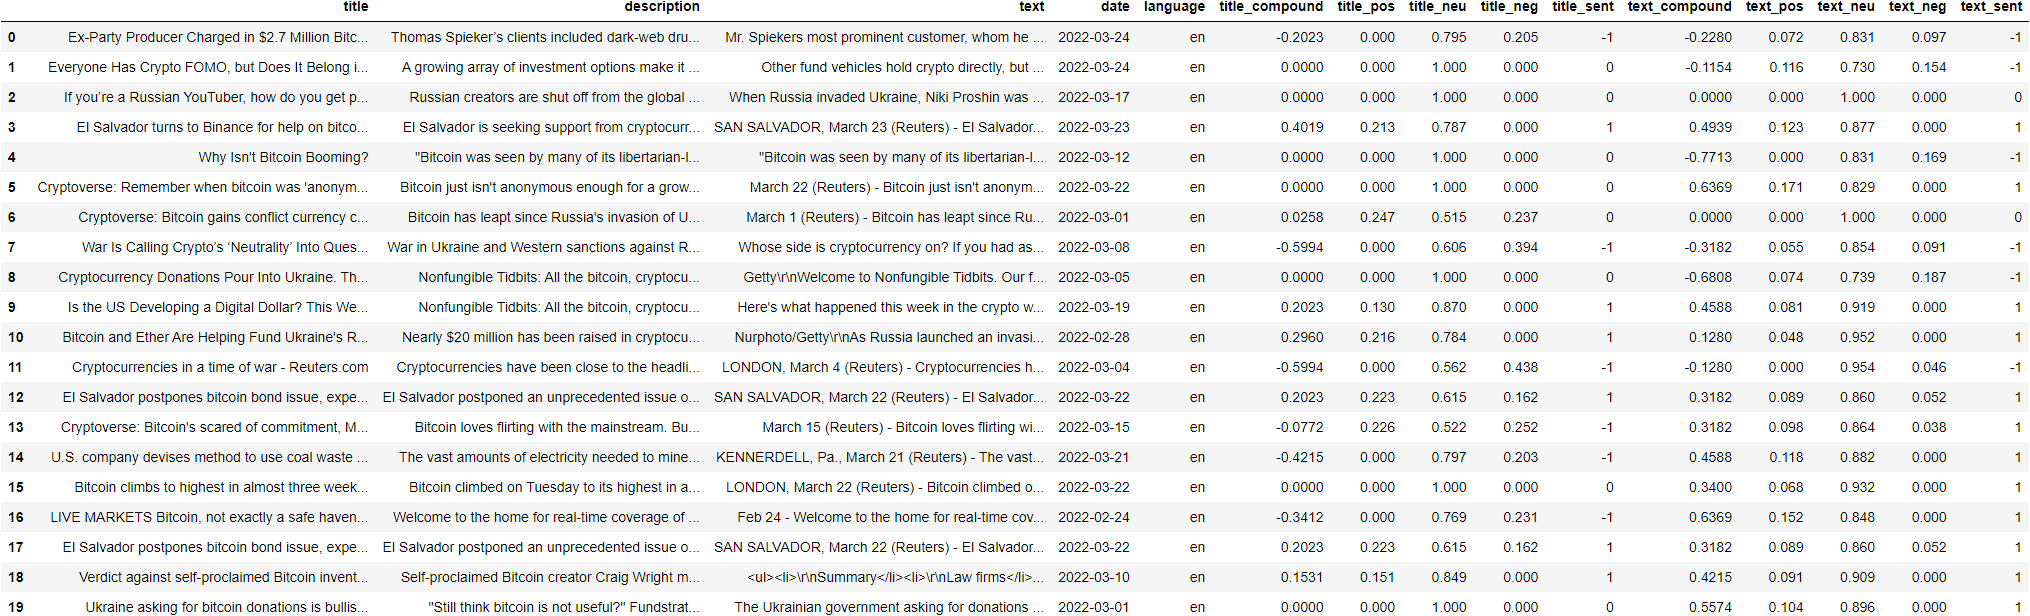 title description text date language title_compound title_pos title_neu title_neg title_sent text_compound text_pos text_neu text_neg text_sent
0 Ex-Party Producer Charged in $2.7 Million Bitc... Thomas Spieker’s clients included dark-web dru... Mr. Spiekers most prominent customer, whom he ... 2022-03-24 en -0.2023 0.000 0.795 0.205 -1 -0.2280 0.072 0.831 0.097 -1
1 Everyone Has Crypto FOMO, but Does It Belong i... A growing array of investment options make it ... Other fund vehicles hold crypto directly, but ... 2022-03-24 en 0.0000 0.000 1.000 0.000 0 -0.1154 0.116 0.730 0.154 -1
2 If you’re a Russian YouTuber, how do you get p... Russian creators are shut off from the global ... When Russia invaded Ukraine, Niki Proshin was ... 2022-03-17 en 0.0000 0.000 1.000 0.000 0 0.0000 0.000 1.000 0.000 0
3 El Salvador turns to Binance for help on bitco... El Salvador is seeking support from cryptocurr... SAN SALVADOR, March 23 (Reuters) - El Salvador... 2022-03-23 en 0.4019 0.213 0.787 0.000 1 0.4939 0.123 0.877 0.000 1
4 Why Isn't Bitcoin Booming? "Bitcoin was seen by many of its libertarian-l... "Bitcoin was seen by many of its libertarian-l... 2022-03-12 en 0.0000 0.000 1.000 0.000 0 -0.7713 0.000 0.831 0.169 -1
5 Cryptoverse: Remember when bitcoin was 'anonym... Bitcoin just isn't anonymous enough for a grow... March 22 (Reuters) - Bitcoin just isn't anonym... 2022-03-22 en 0.0000 0.000 1.000 0.000 0 0.6369 0.171 0.829 0.000 1
6 Cryptoverse: Bitcoin gains conflict currency c... Bitcoin has leapt since Russia's invasion of U... March 1 (Reuters) - Bitcoin has leapt since Ru... 2022-03-01 en 0.0258 0.247 0.515 0.237 0 0.0000 0.000 1.000 0.000 0
7 War Is Calling Crypto’s ‘Neutrality’ Into Ques... War in Ukraine and Western sanctions against R... Whose side is cryptocurrency on? If you had as... 2022-03-08 en -0.5994 0.000 0.606 0.394 -1 -0.3182 0.055 0.854 0.091 -1
8 Cryptocurrency Donations Pour Into Ukraine. Th... Nonfungible Tidbits: All the bitcoin, cryptocu... Getty\r\nWelcome to Nonfungible Tidbits. Our f... 2022-03-05 en 0.0000 0.000 1.000 0.000 0 -0.6808 0.074 0.739 0.187 -1
9 Is the US Developing a Digital Dollar? This We... Nonfungible Tidbits: All the bitcoin, cryptocu... Here's what happened this week in the crypto w... 2022-03-19 en 0.2023 0.130 0.870 0.000 1 0.4588 0.081 0.919 0.000 1
10 Bitcoin and Ether Are Helping Fund Ukraine's R... Nearly $20 million has been raised in cryptocu... Nurphoto/Getty\r\nAs Russia launched an invasi... 2022-02-28 en 0.2960 0.216 0.784 0.000 1 0.1280 0.048 0.952 0.000 1
11 Cryptocurrencies in a time of war - Reuters.com Cryptocurrencies have been close to the headli... LONDON, March 4 (Reuters) - Cryptocurrencies h... 2022-03-04 en -0.5994 0.000 0.562 0.438 -1 -0.1280 0.000 0.954 0.046 -1
12 El Salvador postpones bitcoin bond issue, expe... El Salvador postponed an unprecedented issue o... SAN SALVADOR, March 22 (Reuters) - El Salvador... 2022-03-22 en 0.2023 0.223 0.615 0.162 1 0.3182 0.089 0.860 0.052 1
13 Cryptoverse: Bitcoin's scared of commitment, M... Bitcoin loves flirting with the mainstream. Bu... March 15 (Reuters) - Bitcoin loves flirting wi... 2022-03-15 en -0.0772 0.226 0.522 0.252 -1 0.3182 0.098 0.864 0.038 1
14 U.S. company devises method to use coal waste ... The vast amounts of electricity needed to mine... KENNERDELL, Pa., March 21 (Reuters) - The vast... 2022-03-21 en -0.4215 0.000 0.797 0.203 -1 0.4588 0.118 0.882 0.000 1
15 Bitcoin climbs to highest in almost three week... Bitcoin climbed on Tuesday to its highest in a... LONDON, March 22 (Reuters) - Bitcoin climbed o... 2022-03-22 en 0.0000 0.000 1.000 0.000 0 0.3400 0.068 0.932 0.000 1
16 LIVE MARKETS Bitcoin, not exactly a safe haven... Welcome to the home for real-time coverage of ... Feb 24 - Welcome to the home for real-time cov... 2022-02-24 en -0.3412 0.000 0.769 0.231 -1 0.6369 0.152 0.848 0.000 1
17 El Salvador postpones bitcoin bond issue, expe... El Salvador postponed an unprecedented issue o... SAN SALVADOR, March 22 (Reuters) - El Salvador... 2022-03-22 en 0.2023 0.223 0.615 0.162 1 0.3182 0.089 0.860 0.052 1
18 Verdict against self-proclaimed Bitcoin invent... Self-proclaimed Bitcoin creator Craig Wright m... <ul><li>\r\nSummary</li><li>\r\nLaw firms</li>... 2022-03-10 en 0.1531 0.151 0.849 0.000 1 0.4215 0.091 0.909 0.000 1
19 Ukraine asking for bitcoin donations is bullis... "Still think bitcoin is not useful?" Fundstrat... The Ukrainian government asking for donations ... 2022-03-01 en 0.0000 0.000 1.000 0.000 0 0.5574 0.104 0.896 0.000 1